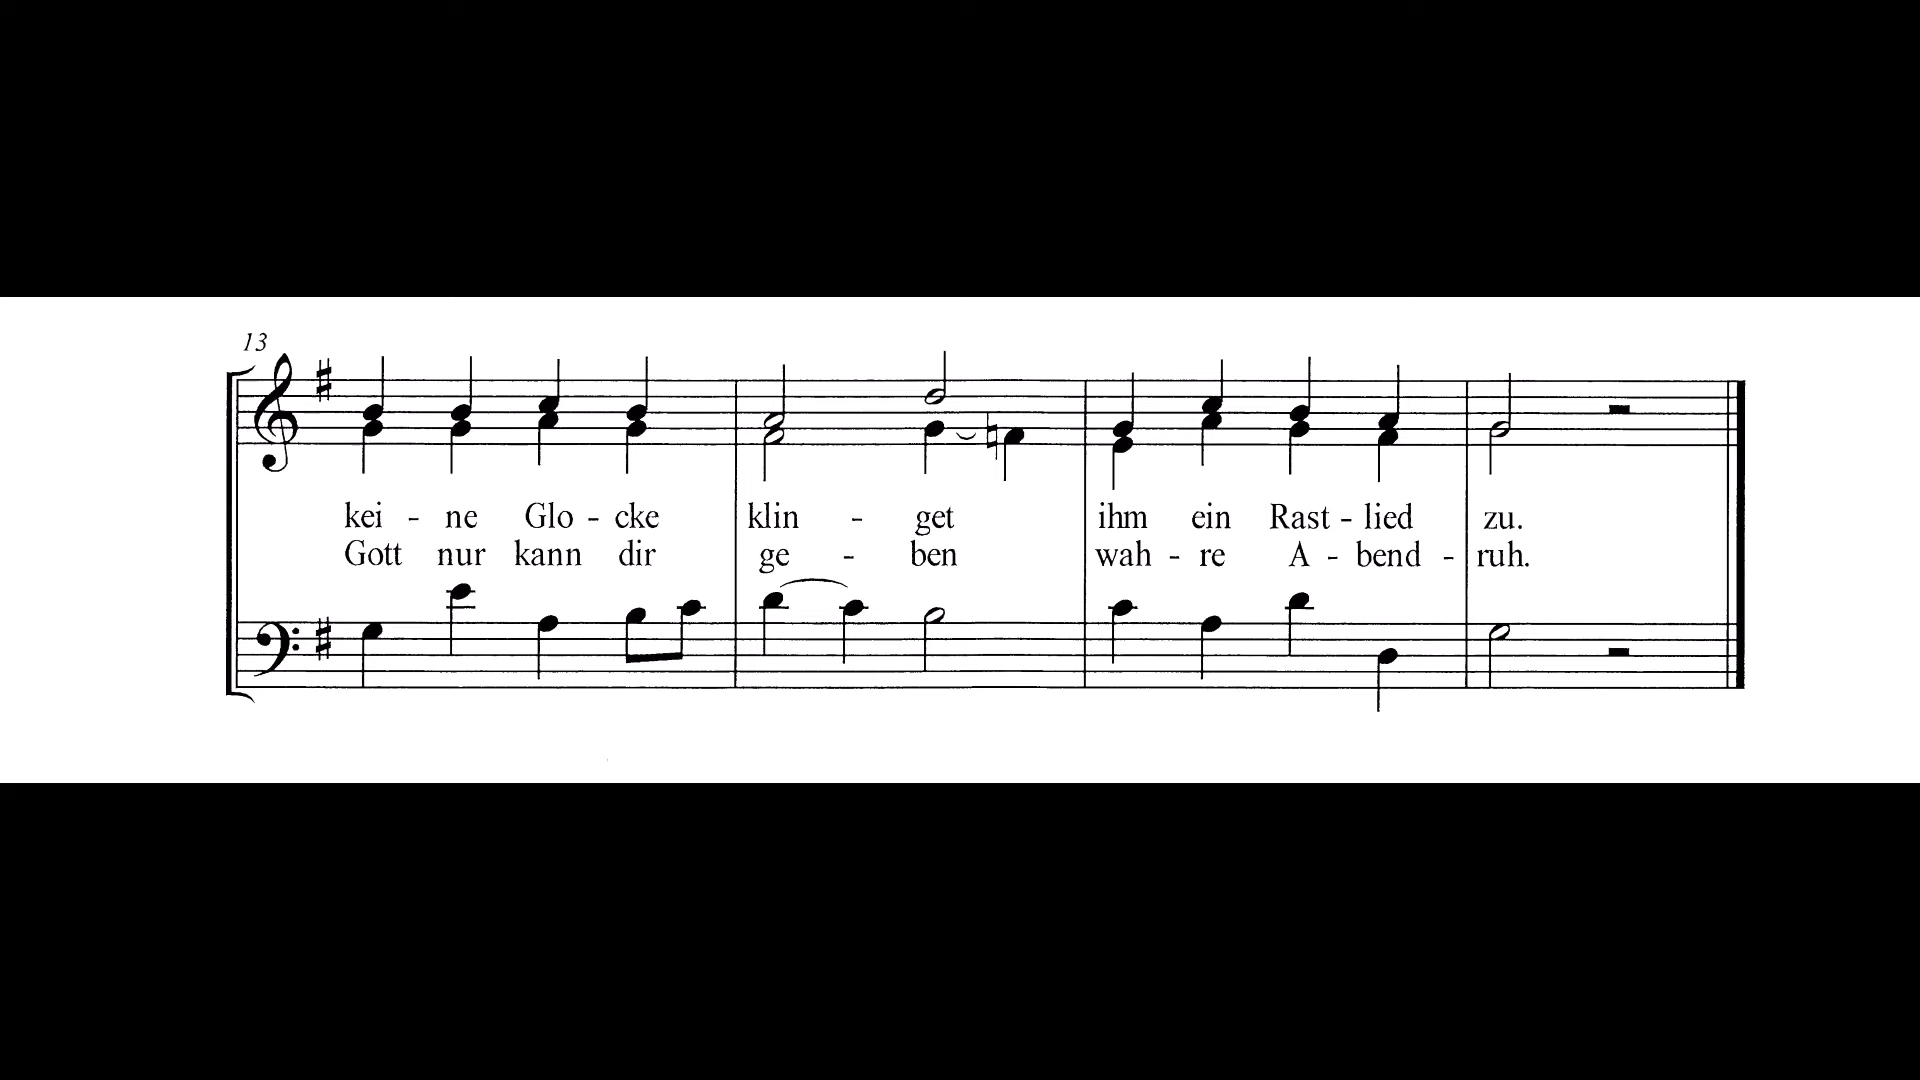 13
kei - ne Glo - cke klin - get ihm ein Rast - lied zu.
Gott nur kann dir ge - ben wah - re A - bend - ruh.